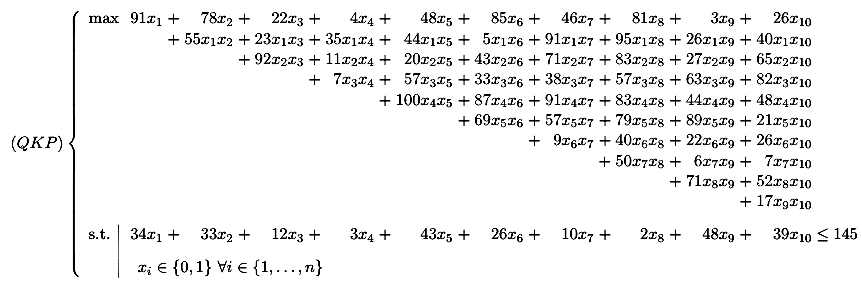 max 91x₁ + 78x₂ + 22x₃ + 4x₄ + 48x₅ + 85x₆ + 46x₇ + 81x₈ + 3x₉ + 26x₁₀
+ 55x₁x₂ + 23x₁x₃ + 35x₁x₄ + 44x₁x₅ + 5x₁x₆ + 91x₁x₇ + 95x₁x₈ + 26x₁x₉ + 40x₁x₁₀
+ 92x₂x₃ + 11x₂x₄ + 20x₂x₅ + 43x₂x₆ + 71x₂x₇ + 83x₂x₈ + 27x₂x₉ + 65x₂x₁₀
+ 7x₃x₄ + 57x₃x₅ + 33x₃x₆ + 38x₃x₇ + 57x₃x₈ + 63x₃x₉ + 82x₃x₁₀
+ 100x₄x₅ + 87x₄x₆ + 91x₄x₇ + 83x₄x₈ + 44x₄x₉ + 48x₄x₁₀
+ 69x₅x₆ + 57x₅x₇ + 79x₅x₈ + 89x₅x₉ + 21x₅x₁₀
(QKP) + 9x₆x₇ + 40x₆x₈ + 22x₆x₉ + 26x₆x₁₀
+ 50x₇x₈ + 6x₇x₉ + 7x₇x₁₀
+ 71x₈x₉ + 52x₈x₁₀
+ 17x₉x₁₀
s.t. 34x₁ + 33x₂ + 12x₃ + 3x₄ + 43x₅ + 26x₆ + 10x₇ + 2x₈ + 48x₉ + 39x₁₀ ≤ 145
xᵢ ∈ {0, 1} ∀i ∈ {1, . . . , n}